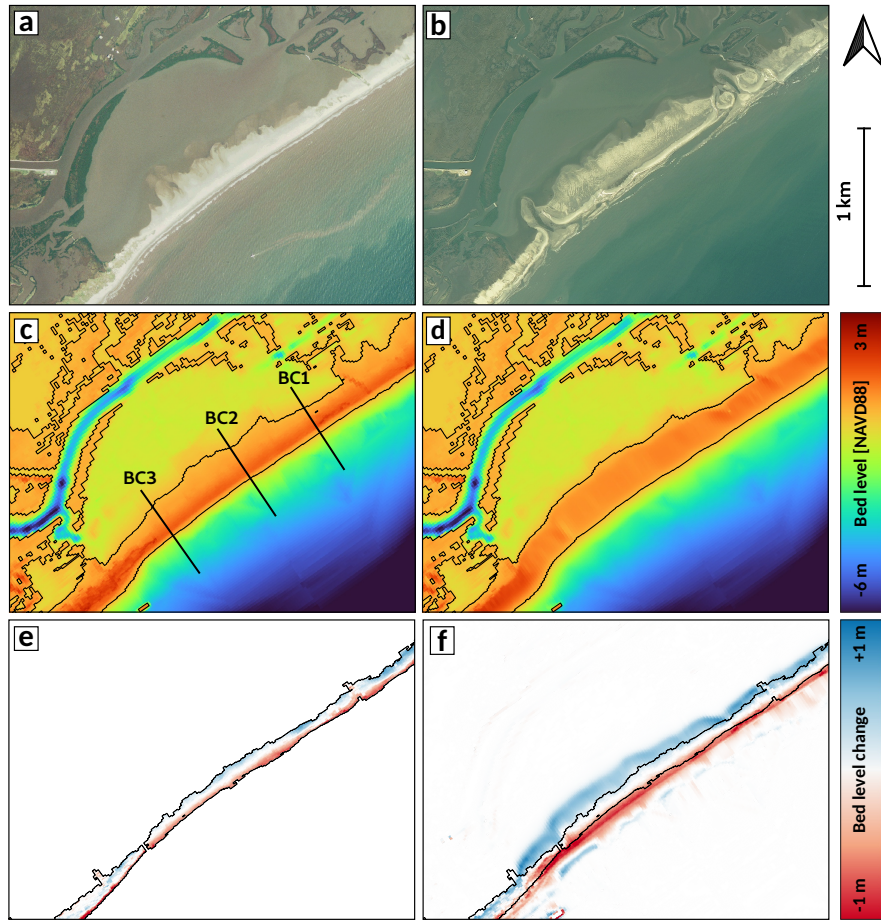 a
b
1 km
c
BC1
BC2
BC3
d
3 m
Bed level [NAVD88]
-6 m
e
f
+1 m
Bed level change
-1 m